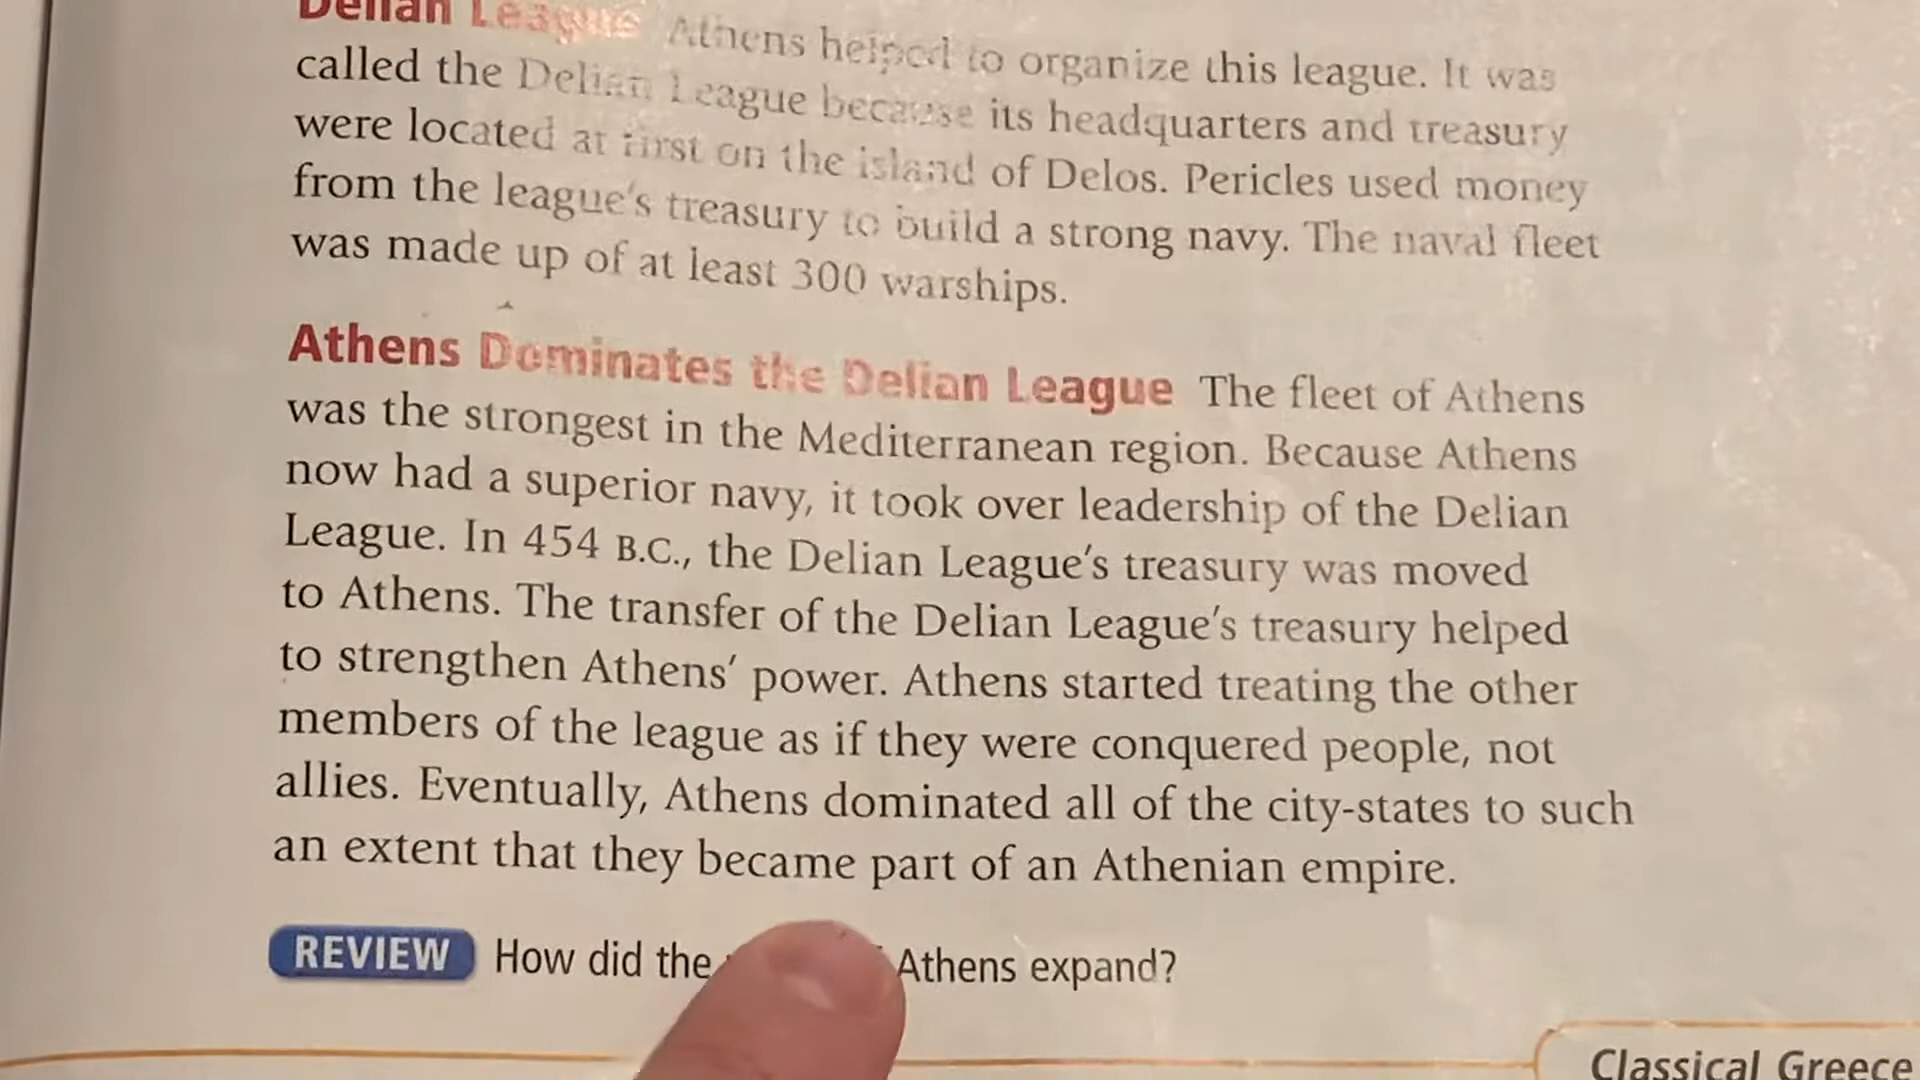 Delian League Athens helped to organize this league. It was
called the Delian League because its headquarters and treasury
were located at first on the island of Delos. Pericles used money
from the league's treasury to build a strong navy. The naval fleet
was made up of at least 300 warships.
Athens Dominates the Delian League The fleet of Athens
was the strongest in the Mediterranean region. Because Athens
now had a superior navy, it took over leadership of the Delian
League. In 454 B.C., the Delian League's treasury was moved
to Athens. The transfer of the Delian League's treasury helped
to strengthen Athens' power. Athens started treating the other
members of the league as if they were conquered people, not
allies. Eventually, Athens dominated all of the city-states to such
an extent that they became part of an Athenian empire.
REVIEW How did the Athens expand?
Classical Greece